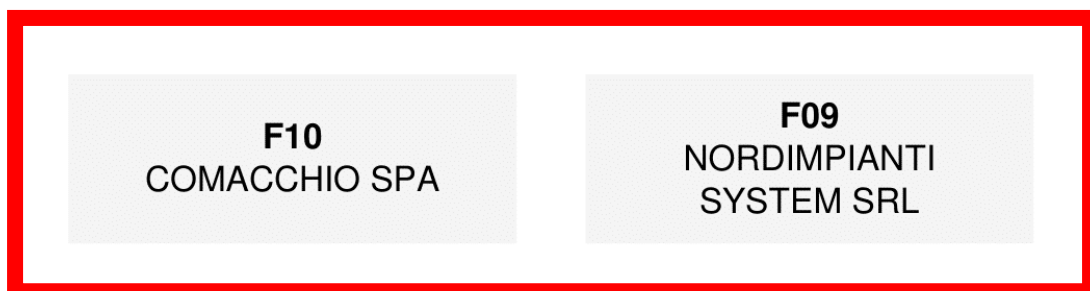 F10
COMACCHIO SPA
F09
NORDIMPIANTI
SYSTEM SRL